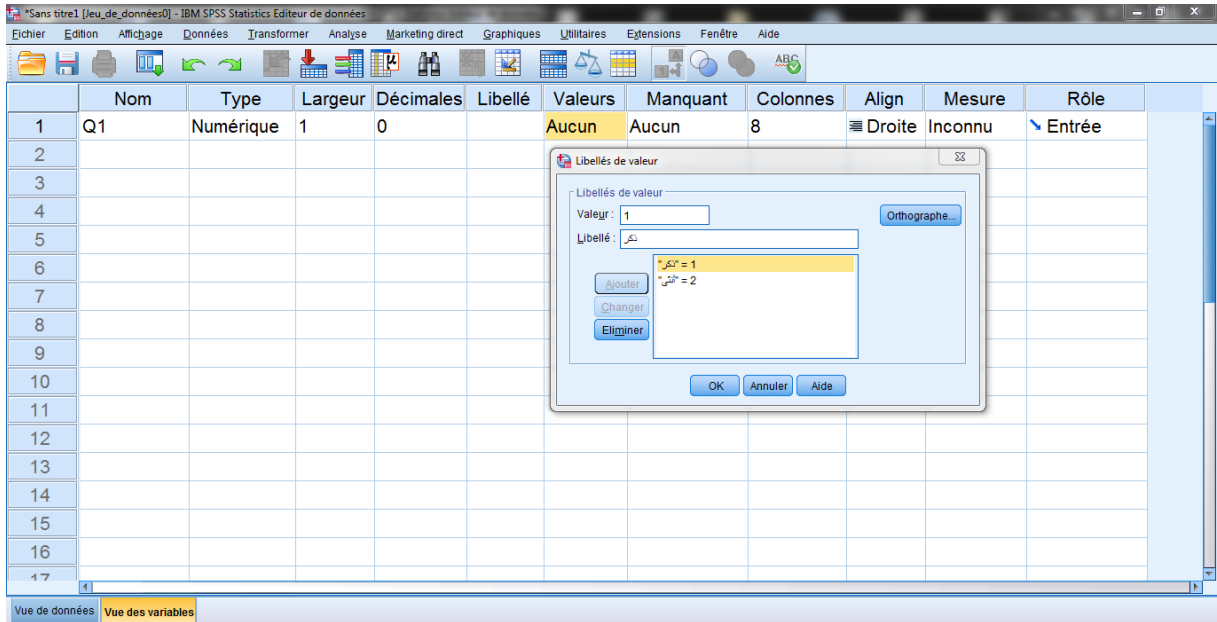 *Sans titre1 [Jeu_de_données0] - IBM SPSS Statistics Editeur de données
Fichier Edition Affichage Données Transformer Analyse Marketing direct Graphiques Utilitaires Extensions Fenêtre Aide
Nom Type Largeur Décimales Libellé Valeurs Manquant Colonnes Align Mesure Rôle
1 Q1 Numérique 1 0 Aucun Aucun 8 Droite Inconnu Entrée
2
3
4
5
6
7
8
9
10
11
12
13
14
15
16
17
Libellés de valeur
Libellés de valeur
Valeur : 1
Orthographe...
Libellé : ذكر
1 = "ذكر"
2 = "أنثى"
Ajouter
Changer
Eliminer
OK Annuler Aide
Vue de données Vue des variables